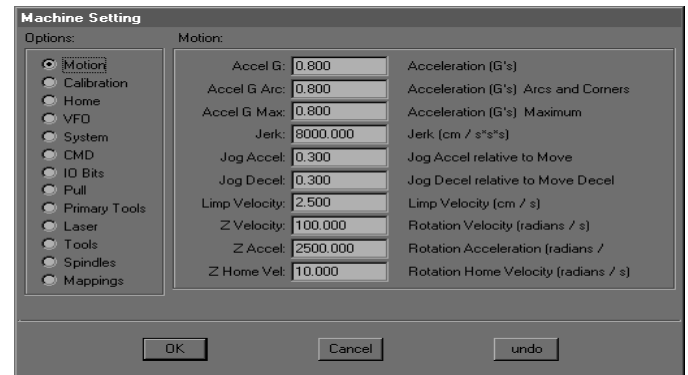 Machine Setting
Options:
Motion
Calibration
Home
VFO
System
CMD
IO Bits
Pull
Primary Tools
Laser
Tools
Spindles
Mappings
Motion:
Accel G: 0.800 Acceleration (G's)
Accel G Arc: 0.800 Acceleration (G's) Arcs and Corners
Accel G Max: 0.800 Acceleration (G's) Maximum
Jerk: 8000.000 Jerk (cm / s*s*s)
Jog Accel: 0.300 Jog Accel relative to Move
Jog Decel: 0.300 Jog Decel relative to Move Decel
Limp Velocity: 2.500 Limp Velocity (cm / s)
Z Velocity: 100.000 Rotation Velocity (radians / s)
Z Accel: 2500.000 Rotation Acceleration (radians /
Z Home Vel: 10.000 Rotation Home Velocity (radians / s)
OK Cancel undo